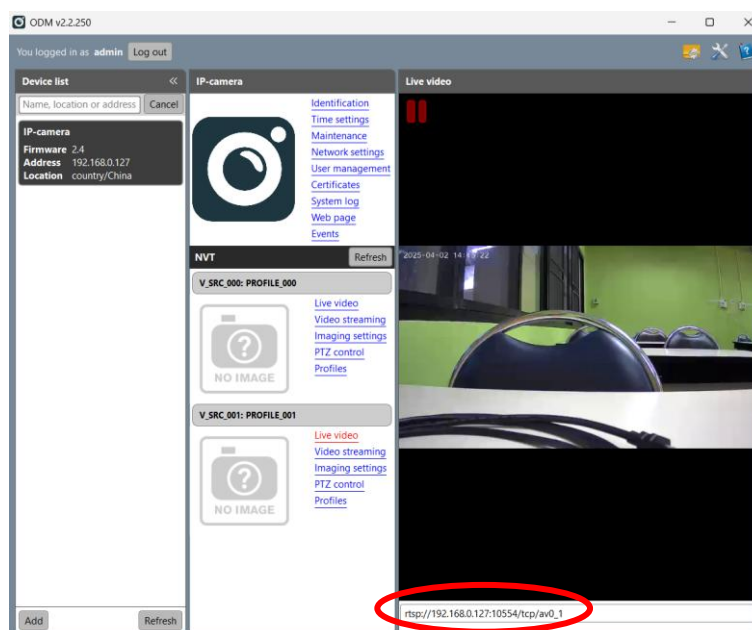 ODM v2.2.250
You logged in as admin Log out
Device list
Name, location or address Cancel
IP-camera
Firmware 2.4
Address 192.168.0.127
Location country/China
Add Refresh
IP-camera
Identification
Time settings
Maintenance
Network settings
User management
Certificates
System log
Web page
Events
NVT Refresh
V_SRC_000: PROFILE_000
NO IMAGE
Live video
Video streaming
Imaging settings
PTZ control
Profiles
V_SRC_001: PROFILE_001
NO IMAGE
Live video
Video streaming
Imaging settings
PTZ control
Profiles
Live video
2025-04-02
rtsp://192.168.0.127:10554/tcp/av0_1